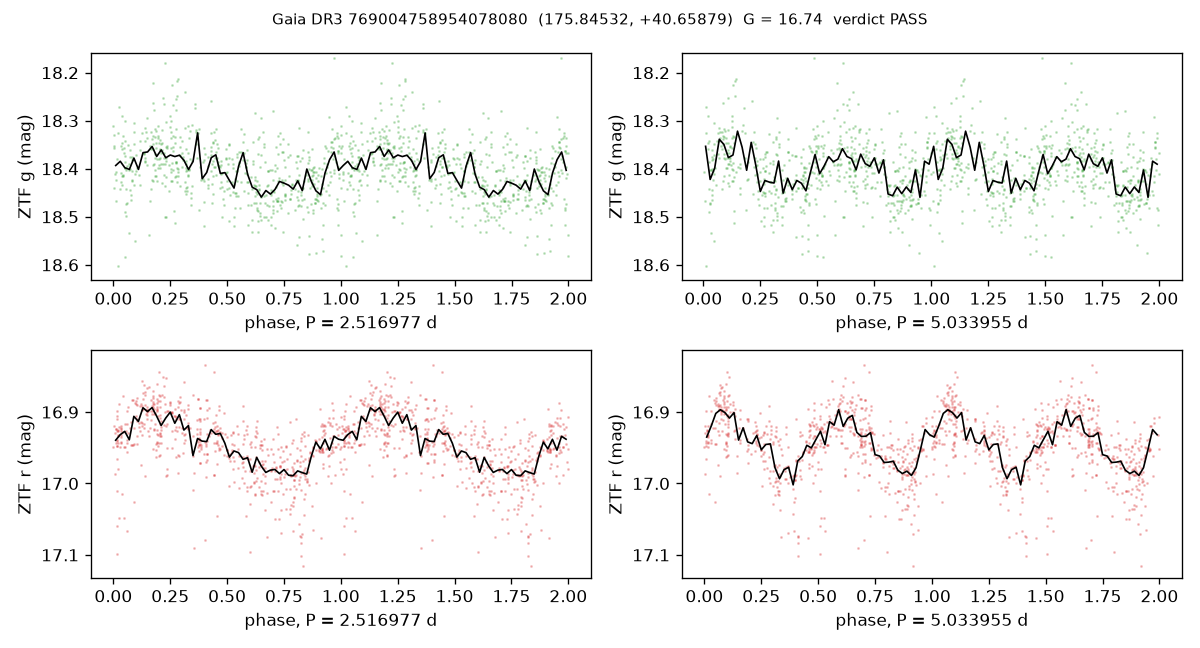 Gaia DR3 769004758954078080  (175.84532, +40.65879)  G = 16.74  verdict PASS
ZTF g (mag)
18.2
18.3
18.4
18.5
18.6
0.00 0.25 0.50 0.75 1.00 1.25 1.50 1.75 2.00
phase, P = 2.516977 d
ZTF g (mag)
18.2
18.3
18.4
18.5
18.6
0.00 0.25 0.50 0.75 1.00 1.25 1.50 1.75 2.00
phase, P = 5.033955 d
ZTF r (mag)
16.9
17.0
17.1
0.00 0.25 0.50 0.75 1.00 1.25 1.50 1.75 2.00
phase, P = 2.516977 d
ZTF r (mag)
16.9
17.0
17.1
0.00 0.25 0.50 0.75 1.00 1.25 1.50 1.75 2.00
phase, P = 5.033955 d